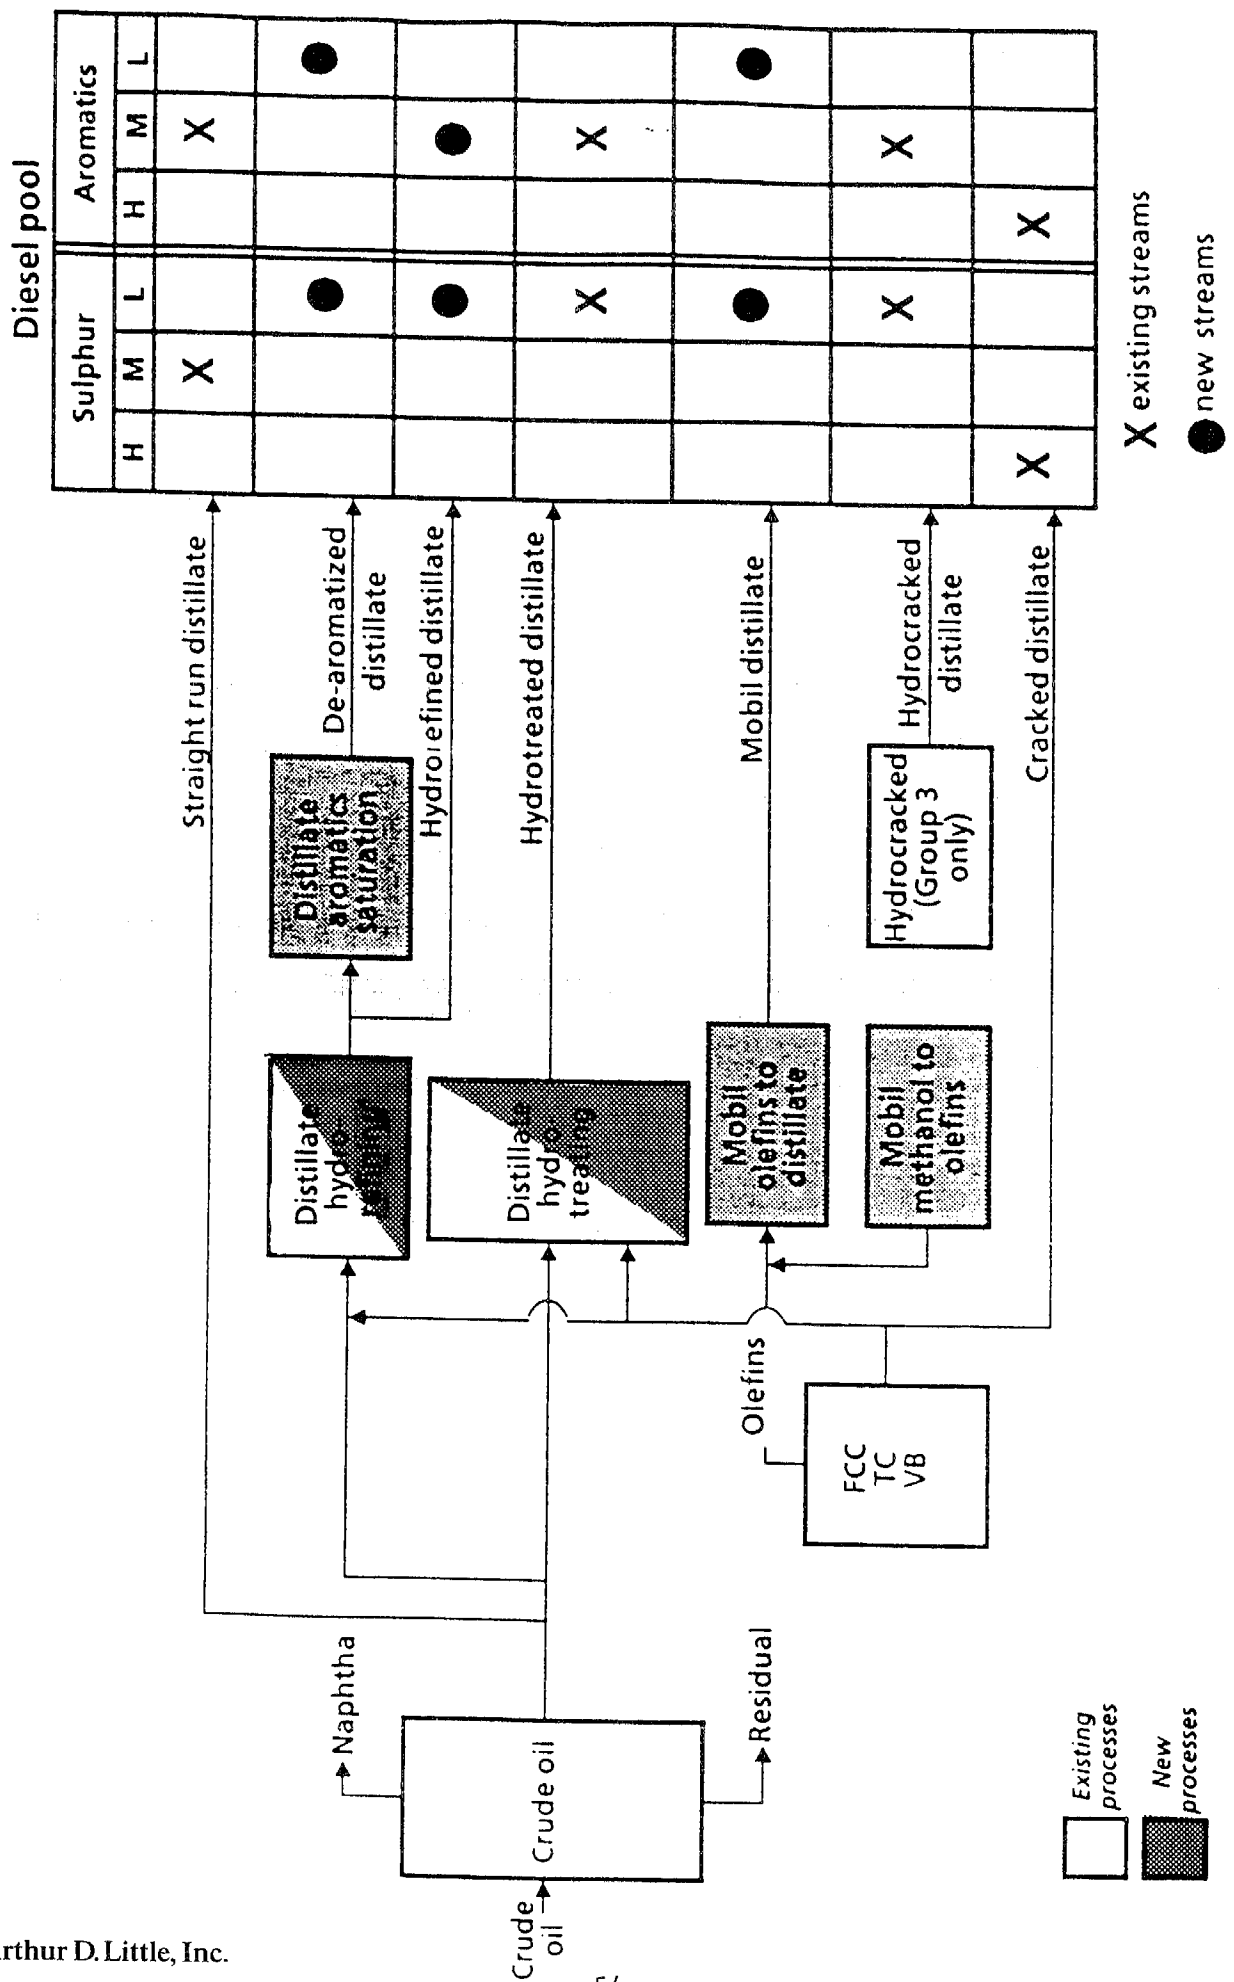 Diesel pool
Sulphur
Aromatics
H
M
L
H
M
L
X
X
X
X
X
X
X
X
Straight run distillate
De-aromatized
distillate
Hydrorefined distillate
Hydrotreated distillate
Mobil distillate
Hydrocracked
distillate
Cracked distillate
X existing streams
new streams
Distillate
aromatics
saturation
Distillate
hydro-
refining
Distillate
hydro-
treating
Mobil
olefins to
distillate
Mobil
methanol to
olefins
Hydrocracked
(Group 3
only)
Olefins
FCC
TC
VB
Naphtha
Crude oil
Crude
oil
Residual
Existing
processes
New
processes
rthur D. Little, Inc.